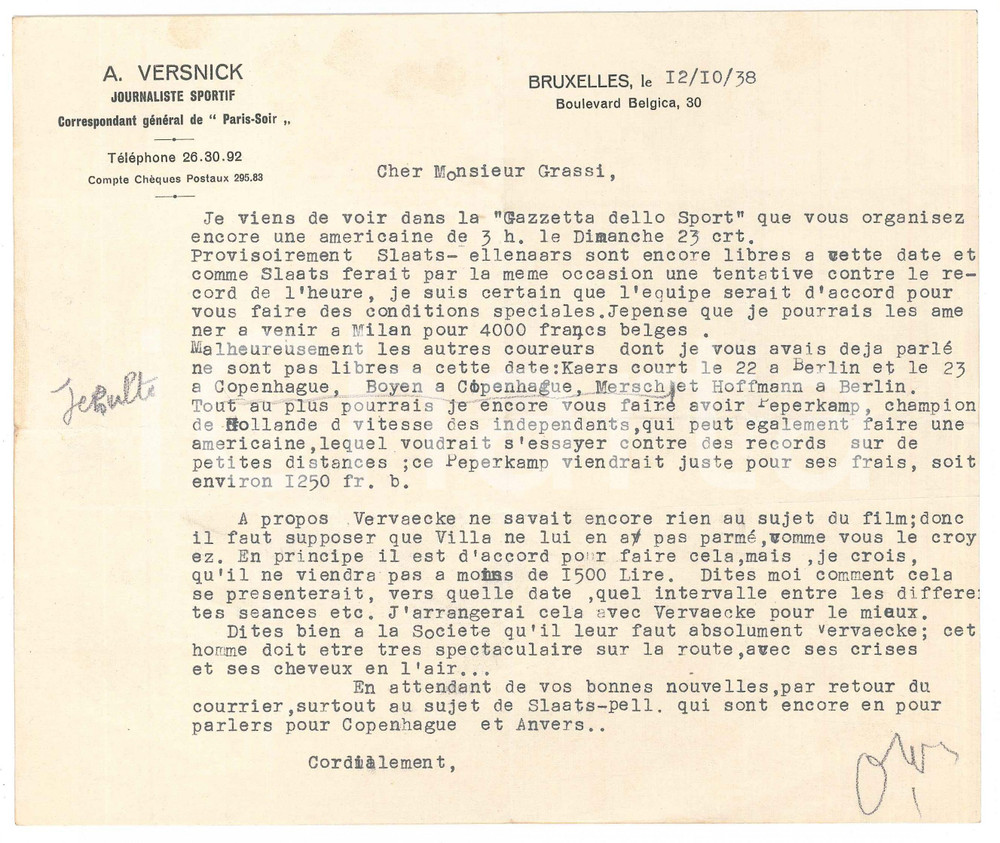 A. VERSNICK
JOURNALISTE SPORTIF
Correspondant général de " Paris-Soir „
Téléphone 26.30.92
Compte Chèques Postaux 295.83
BRUXELLES, le 12/10/38
Boulevard Belgica, 30
Cher Monsieur Grassi,
Je viens de voir dans la "Gazzetta dello Sport" que vous organisez
encore une americaine de 3 h. le Dimanche 23 crt.
Provisoirement Slaats- ellenaars sont encore libres a cette date et
comme Slaats ferait par la meme occasion une tentative contre le re-
cord de l'heure, je suis certain que l'equipe serait d'accord pour
vous faire des conditions speciales.Jepense que je pourrais les ame
ner a venir a Milan pour 4000 francs belges .
Malheureusement les autres coureurs dont je vous avais deja parlé
ne sont pas libres a cette date:Kaers court le 22 a Berlin et le 23
a Copenhague, Boyen a Copenhague, Mersch et Hoffmann a Berlin.
Tout au plus pourrais je encore vous faire avoir Peperkamp, champion
de Hollande d vitesse des independants,qui peut egalement faire une
americaine,lequel voudrait s'essayer contre des records sur de
petites distances ;ce Peperkamp viendrait juste pour ses frais, soit
environ I250 fr. b.
A propos Vervaecke ne savait encore rien au sujet du film;donc
il faut supposer que Villa ne lui en a pas parmé,comme vous le croy
ez. En principe il est d'accord pour faire cela,mais ,je crois,
qu'il ne viendra pas a moins de I500 Lire. Dites moi comment cela
se presenterait, vers quelle date ,quel intervalle entre les differe
tes seances etc. J'arrangerai cela avec Vervaecke pour le mieux.
Dites bien a la Societe qu'il leur faut absolument Vervaecke; cet
homme doit etre tres spectaculaire sur la route,avec ses crises
et ses cheveux en l'air...
En attendant de vos bonnes nouvelles,par retour du
courrier,surtout au sujet de Slaats-pell. qui sont encore en pour
parlers pour Copenhague et Anvers..
Cordialement,